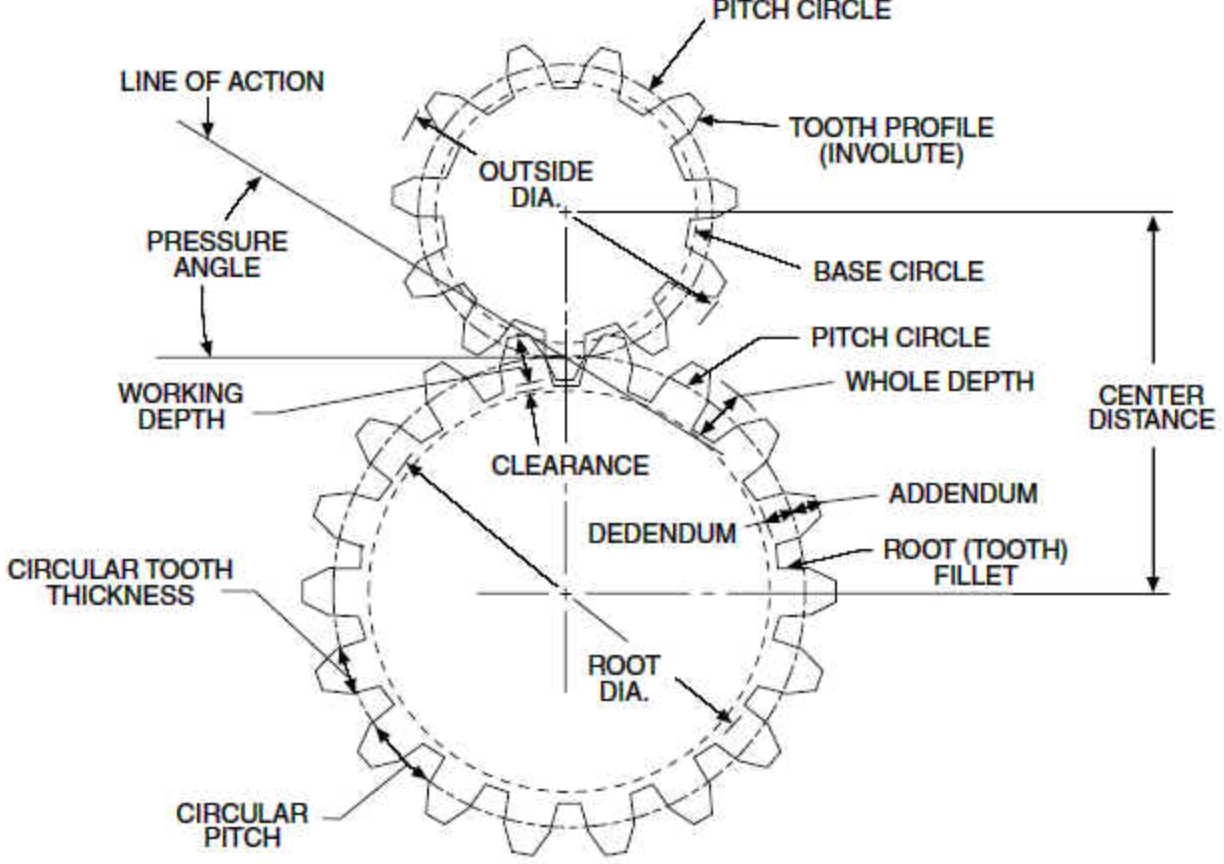 PITCH CIRCLE
LINE OF ACTION
TOOTH PROFILE
(INVOLUTE)
OUTSIDE
DIA.
PRESSURE
ANGLE
BASE CIRCLE
PITCH CIRCLE
WHOLE DEPTH
WORKING
DEPTH
CENTER
DISTANCE
CLEARANCE
ADDENDUM
DEDENDUM
ROOT (TOOTH)
FILLET
CIRCULAR TOOTH
THICKNESS
ROOT
DIA.
CIRCULAR
PITCH